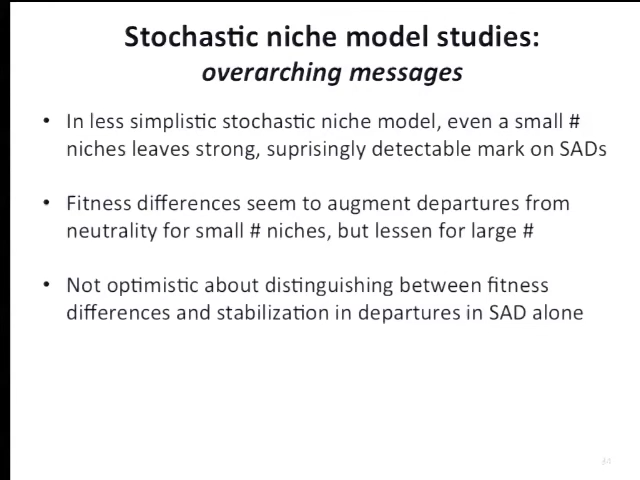 Stochastic niche model studies:
overarching messages
• In less simplistic stochastic niche model, even a small #
niches leaves strong, suprisingly detectable mark on SADs
• Fitness differences seem to augment departures from
neutrality for small # niches, but lessen for large #
• Not optimistic about distinguishing between fitness
differences and stabilization in departures in SAD alone